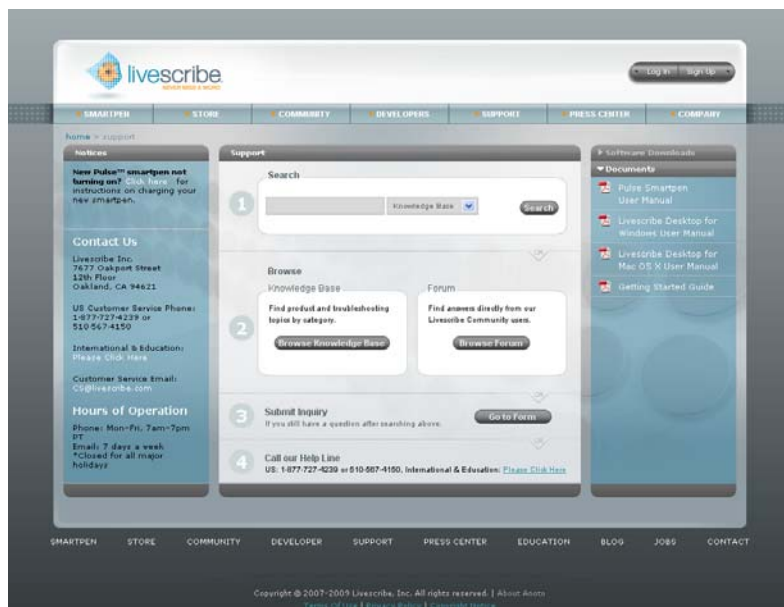 livescribe
NEVER MISS A WORD
Log In
Sign Up
SMARTPEN
STORE
COMMUNITY
DEVELOPERS
SUPPORT
PRESS CENTER
COMPANY
home > support
Notices
New Pulse™ smartpen not
turning on? Click here for
instructions on charging your
new smartpen.
Contact Us
Livescribe Inc.
7677 Oakport Street
12th Floor
Oakland, CA 94621
US Customer Service Phone:
1-877-727-4239 or
510-567-4150
International & Education:
Please Click Here
Customer Service Email:
CS@livescribe.com
Hours of Operation
Phone: Mon-Fri, 7am-7pm
PT
Email: 7 days a week
*Closed for all major
holidays
Support
1
Search
Knowledge Base
Search
OR
2
Browse
Knowledge Base
Find product and troubleshooting
topics by category.
Browse Knowledge Base
Forum
Find answers directly from our
Livescribe Community users.
Browse Forum
OR
3
Submit Inquiry
If you still have a question after searching above.
Go to Form
OR
4
Call our Help Line
US: 1-877-727-4239 or 510-567-4150, International & Education: Please Click Here
Software Downloads
Documents
Pulse Smartpen
User Manual
Livescribe Desktop for
Windows User Manual
Livescribe Desktop for
Mac OS X User Manual
Getting Started Guide
SMARTPEN
STORE
COMMUNITY
DEVELOPER
SUPPORT
PRESS CENTER
EDUCATION
BLOG
JOBS
CONTACT
Copyright © 2007-2009 Livescribe, Inc. All rights reserved. | About Anoto
Terms Of Use | Privacy Policy | Copyright Notice